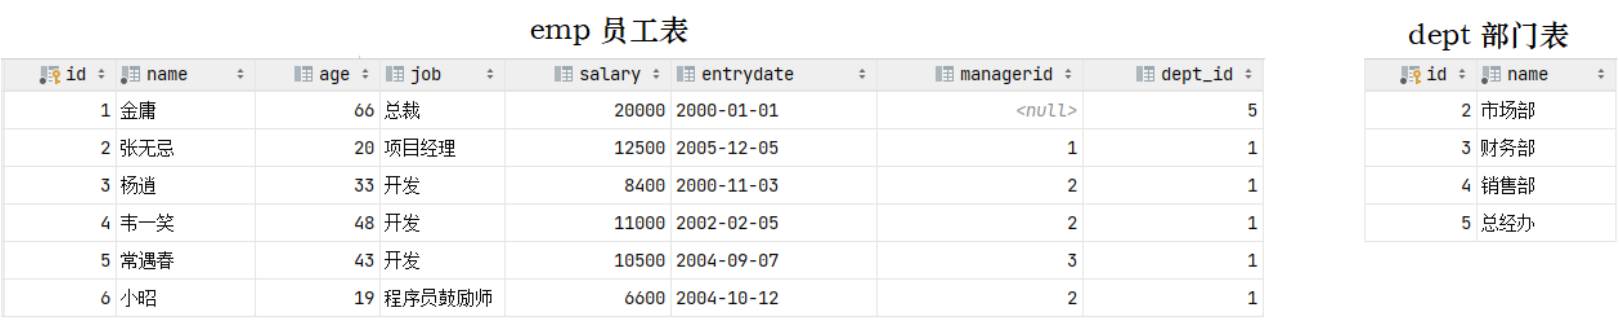 emp 员工表
id name age job salary entrydate managerid dept_id
1 金庸 66 总裁 20000 2000-01-01 <null> 5
2 张无忌 20 项目经理 12500 2005-12-05 1 1
3 杨逍 33 开发 8400 2000-11-03 2 1
4 韦一笑 48 开发 11000 2002-02-05 2 1
5 常遇春 43 开发 10500 2004-09-07 3 1
6 小昭 19 程序员鼓励师 6600 2004-10-12 2 1
dept 部门表
id name
2 市场部
3 财务部
4 销售部
5 总经办